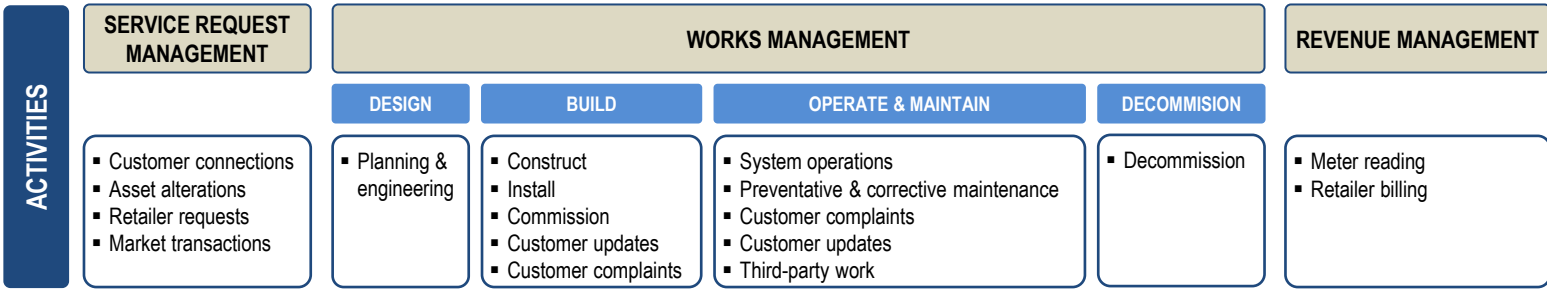 ACTIVITIES
SERVICE REQUEST
MANAGEMENT
WORKS MANAGEMENT
REVENUE MANAGEMENT
DESIGN
BUILD
OPERATE & MAINTAIN
DECOMMISION
▪ Customer connections
▪ Asset alterations
▪ Retailer requests
▪ Market transactions
▪ Planning &
engineering
▪ Construct
▪ Install
▪ Commission
▪ Customer updates
▪ Customer complaints
▪ System operations
▪ Preventative & corrective maintenance
▪ Customer complaints
▪ Customer updates
▪ Third-party work
▪ Decommission
▪ Meter reading
▪ Retailer billing